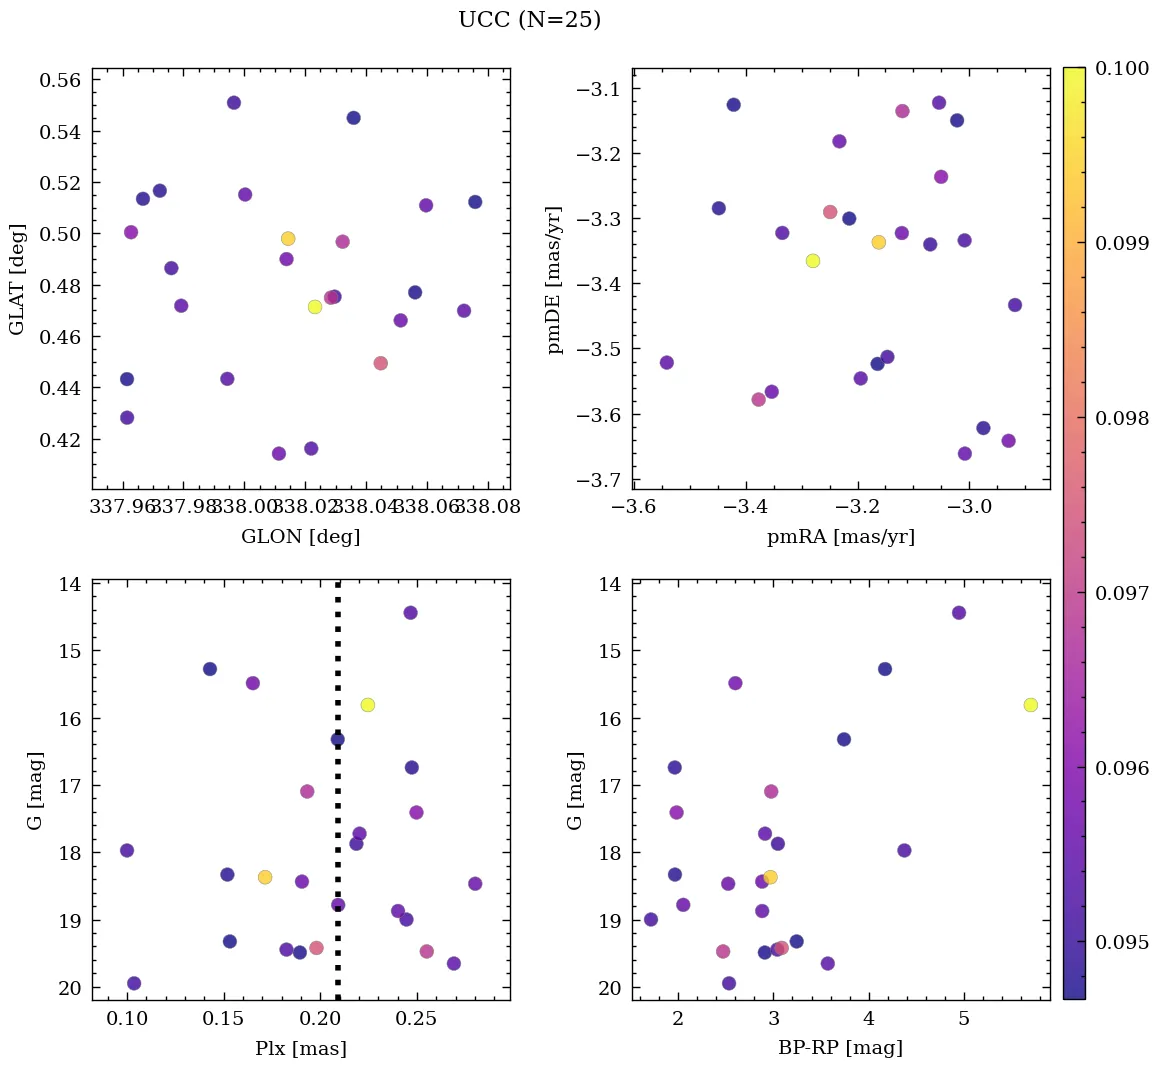 UCC (N=25)
0.56
0.54
0.52
0.50
0.48
0.46
0.44
0.42
GLAT [deg]
337.96 337.98 338.00 338.02 338.04 338.06 338.08
GLON [deg]
−3.1
−3.2
−3.3
−3.4
−3.5
−3.6
−3.7
pmDE [mas/yr]
−3.6 −3.4 −3.2 −3.0
pmRA [mas/yr]
0.100
0.099
0.098
0.097
0.096
0.095
14
15
16
17
18
19
20
G [mag]
0.10 0.15 0.20 0.25
Plx [mas]
14
15
16
17
18
19
20
G [mag]
2 3 4 5
BP-RP [mag]